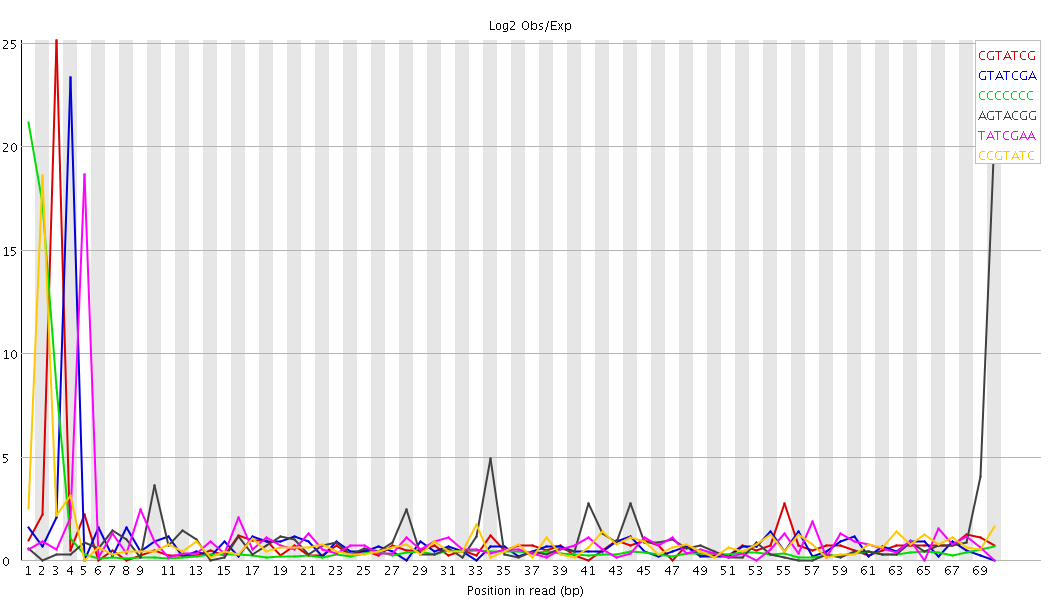 Log2 Obs/Exp
25
20
15
10
5
0
CGTATCG
GTATCGA
CCCCCCC
AGTACGG
TATCGAA
CCGTATC
1 2 3 4 5 6 7 8 9 11 13 15 17 19 21 23 25 27 29 31 33 35 37 39 41 43 45 47 49 51 53 55 57 59 61 63 65 67 69
Position in read (bp)